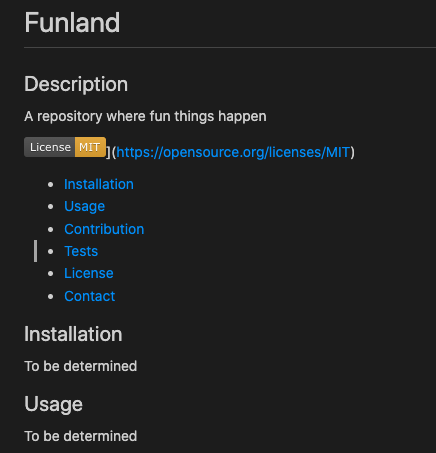 Funland
Description
A repository where fun things happen
License MIT](https://opensource.org/licenses/MIT)
Installation
Usage
Contribution
Tests
License
Contact
Installation
To be determined
Usage
To be determined